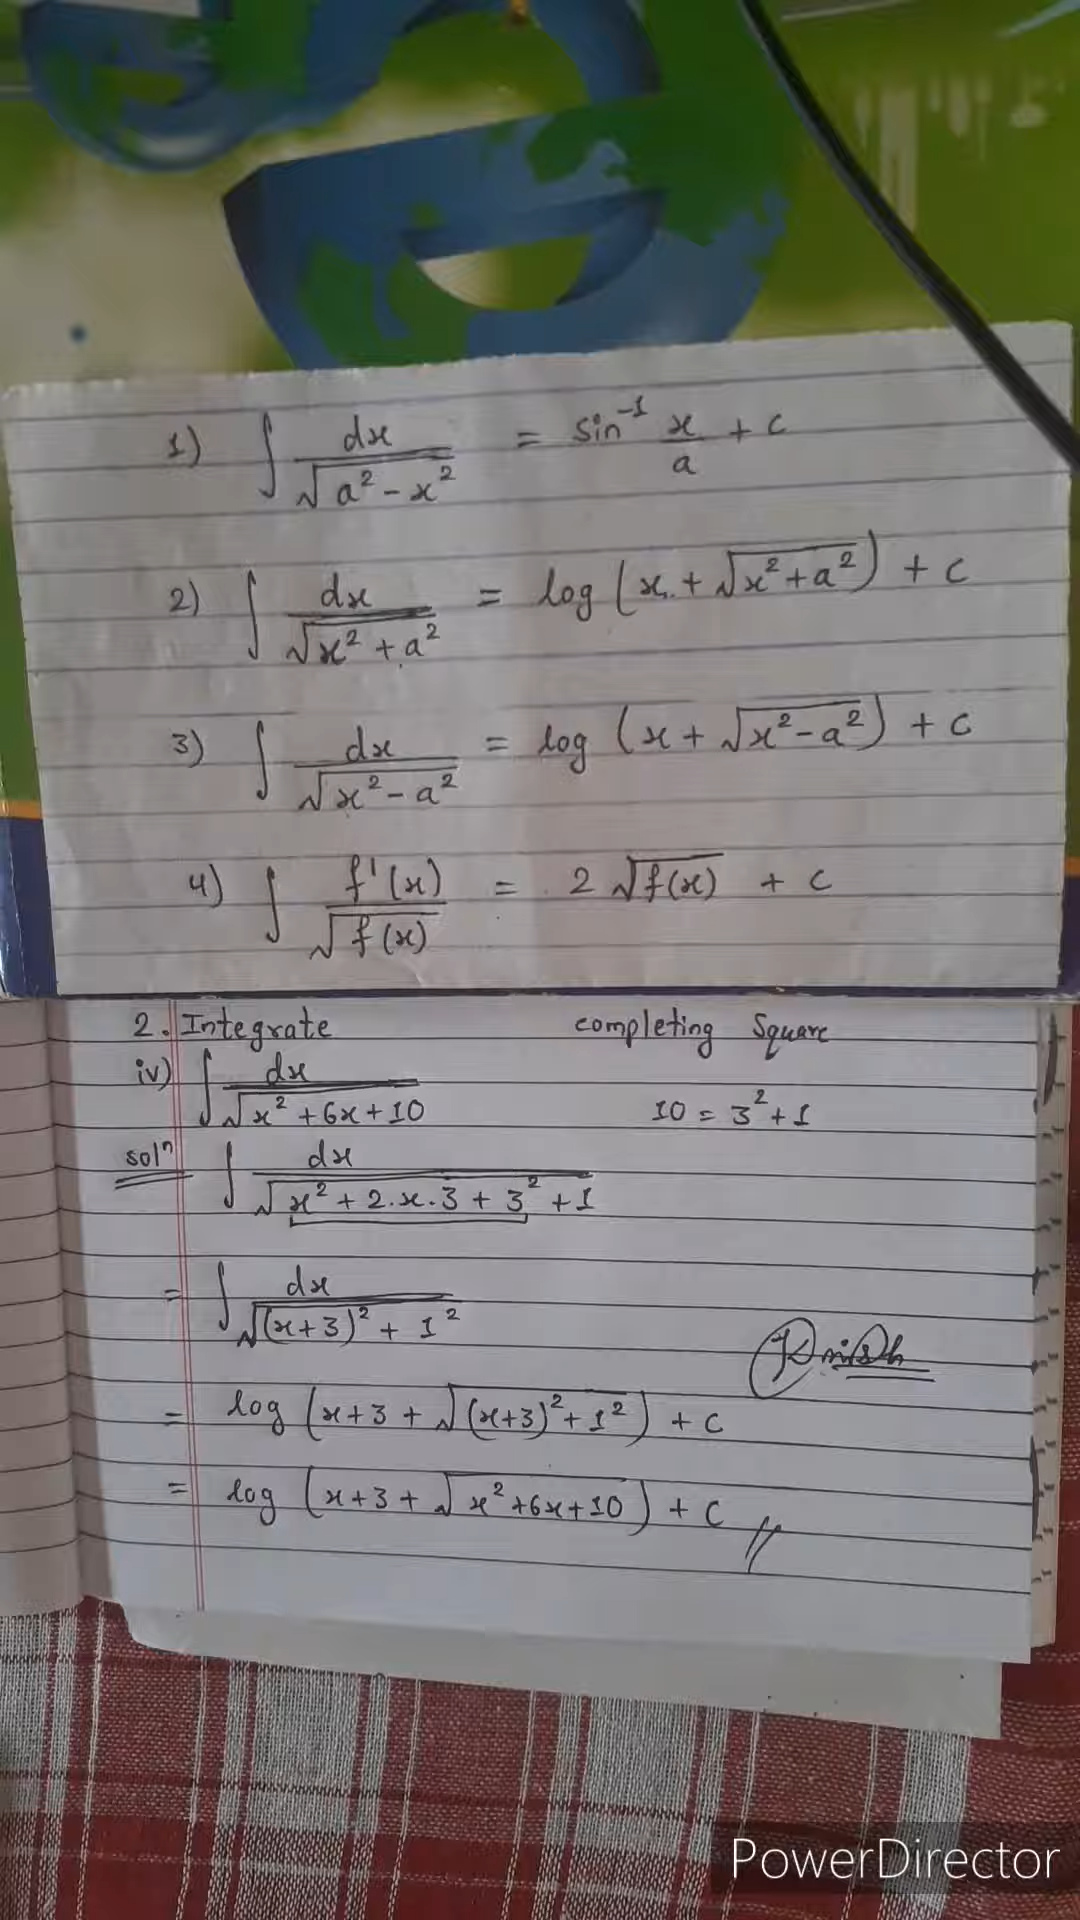 1) ∫ dx / √(a² - x²) = sin⁻¹ x/a + c
2) ∫ dx / √(x² + a²) = log (x + √(x² + a²)) + c
3) ∫ dx / √(x² - a²) = log (x + √(x² - a²)) + c
4) ∫ f'(x) / √f(x) = 2 √f(x) + c
2. Integrate completing Square
iv) ∫ dx / √(x² + 6x + 10) 10 = 3² + 1
solⁿ ∫ dx / √(x² + 2.x.3 + 3² + 1)
= ∫ dx / √((x+3)² + 1²)
= log (x+3 + √((x+3)² + 1²)) + c
= log (x+3 + √(x² + 6x + 10)) + c //
PowerDirector